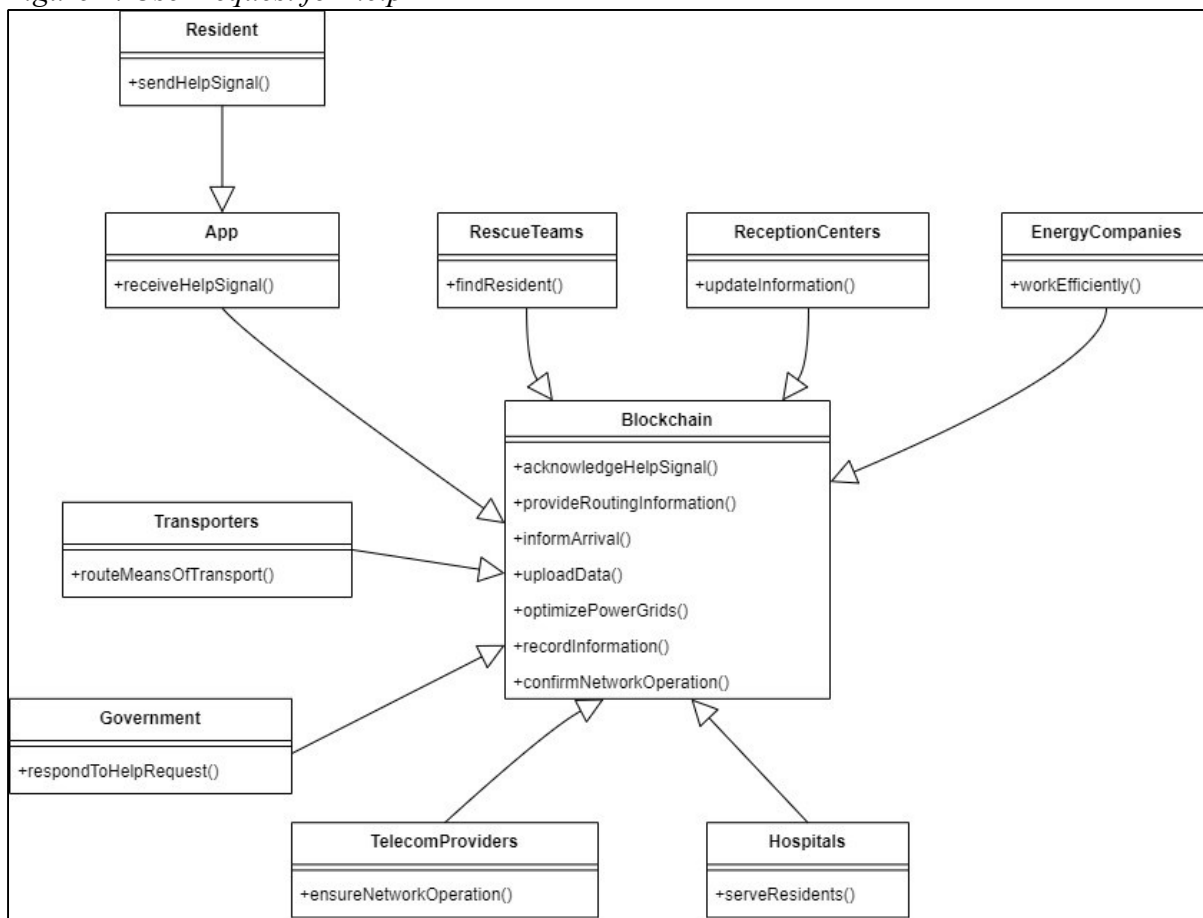 Resident
+sendHelpSignal()
App
+receiveHelpSignal()
RescueTeams
+findResident()
ReceptionCenters
+updateInformation()
EnergyCompanies
+workEfficiently()
Blockchain
+acknowledgeHelpSignal()
+provideRoutingInformation()
+informArrival()
+uploadData()
+optimizePowerGrids()
+recordInformation()
+confirmNetworkOperation()
Transporters
+routeMeansOfTransport()
Government
+respondToHelpRequest()
TelecomProviders
+ensureNetworkOperation()
Hospitals
+serveResidents()